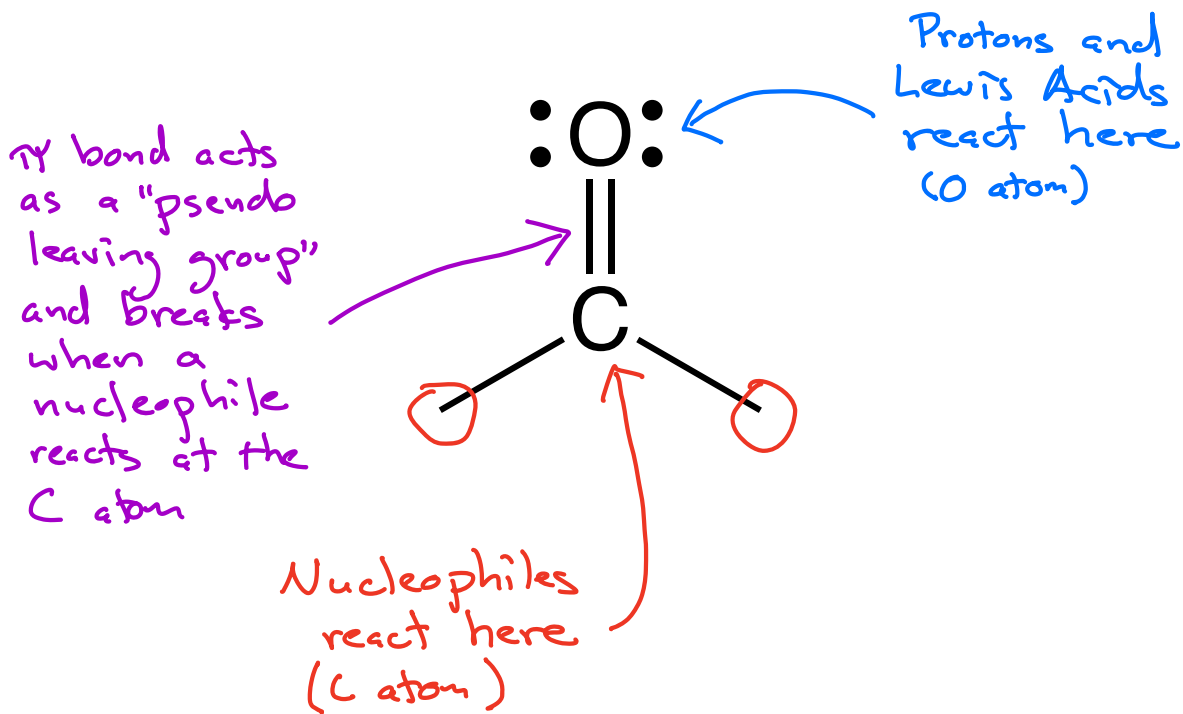 Protons and
Lewis Acids
react here
(O atom)
π bond acts
as a "pseudo
leaving group"
and breaks
when a
nucleophile
reacts at the
C atom
O
C
Nucleophiles
react here
(C atom)